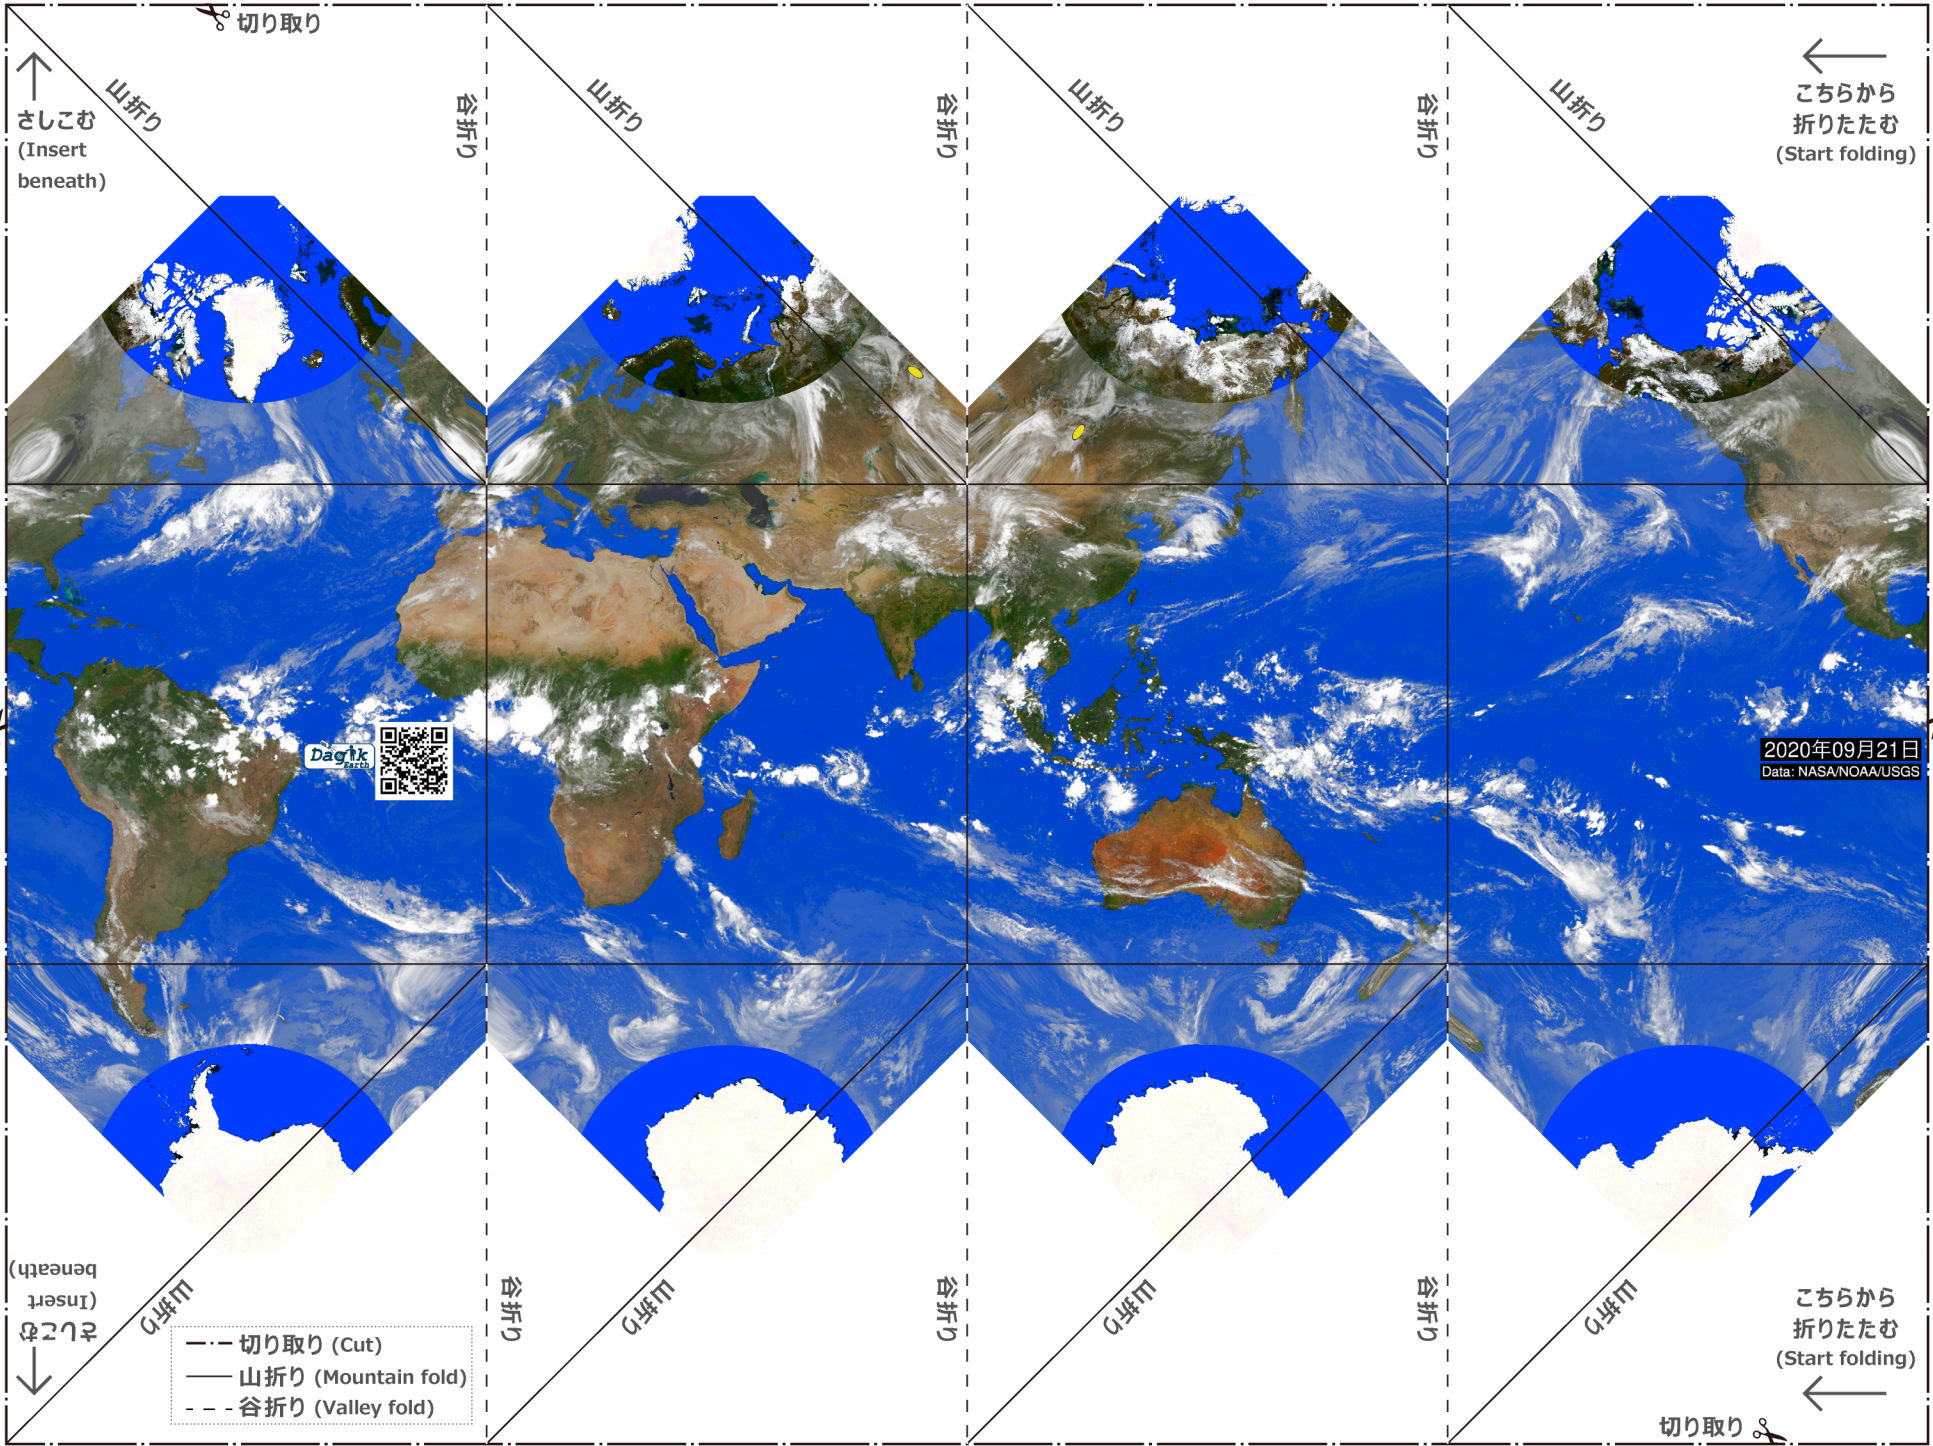 切り取り
さしこむ
(Insert
beneath)
山折り
谷折り
山折り
谷折り
山折り
谷折り
山折り
こちらから
折りたたむ
(Start folding)
Dagik
Earth
2020年09月21日
Data: NASA/NOAA/USGS
さしこむ
(Insert
beneath)
山折り
谷折り
山折り
谷折り
山折り
谷折り
山折り
こちらから
折りたたむ
(Start folding)
切り取り (Cut)
山折り (Mountain fold)
谷折り (Valley fold)
切り取り